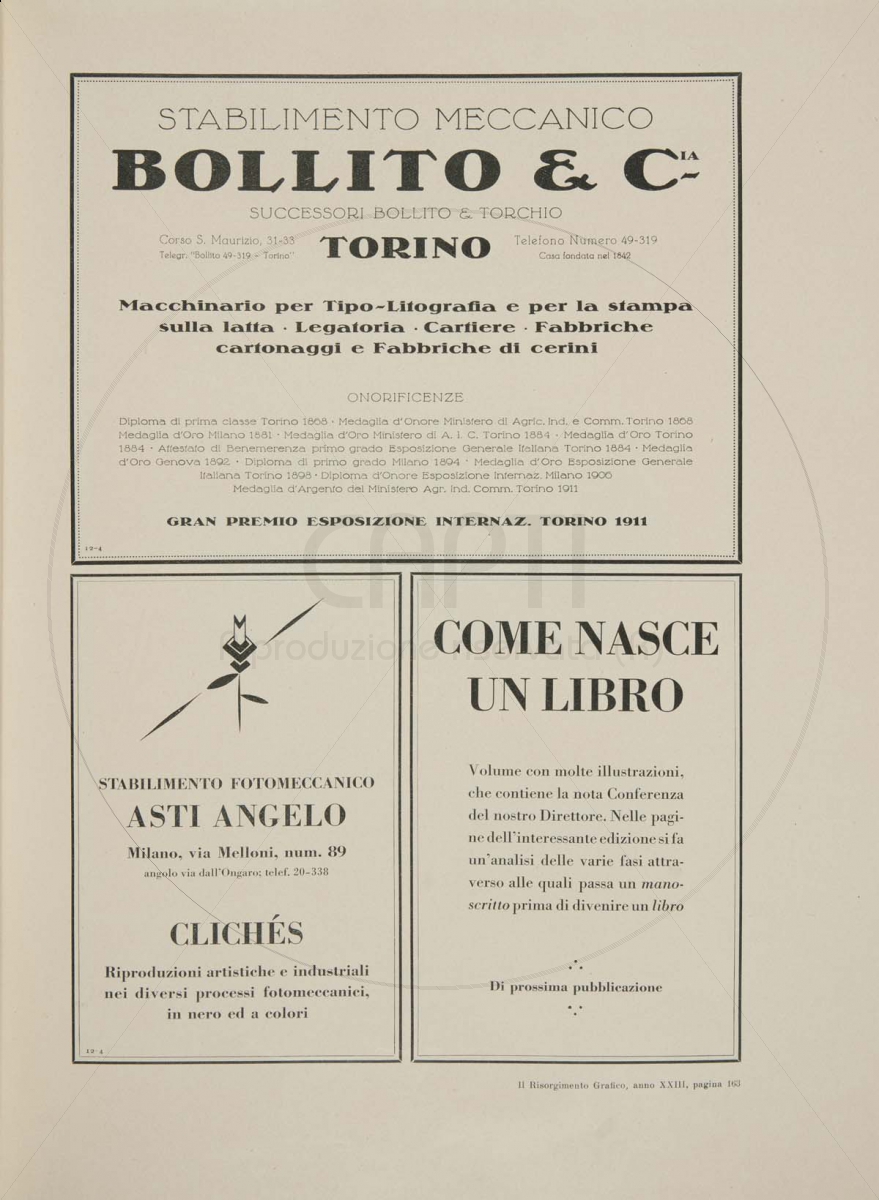 STABILIMENTO MECCANICO
BOLLITO & CIA
SUCCESSORI BOLLITO & TORCHIO
Corso S. Maurizio, 31-33
Telegr. "Bollito 49-319 - Torino"
TORINO
Telefono Numero 49-319
Casa fondata nel 1842
Macchinario per Tipo-Litografia e per la stampa
sulla latta · Legatoria · Cartiere · Fabbriche
cartonaggi e Fabbriche di cerini
ONORIFICENZE
Diploma di prima classe Torino 1868 · Medaglia d'Onore Ministero di Agric. Ind. e Comm. Torino 1868
Medaglia d'Oro Milano 1881 · Medaglia d'Oro Ministero di A. I. C. Torino 1884 · Medaglia d'Oro Torino
1884 · Attestato di Benemerenza primo grado Esposizione Generale Italiana Torino 1884 · Medaglia
d'Oro Genova 1892 · Diploma di primo grado Milano 1894 · Medaglia d'Oro Esposizione Generale
Italiana Torino 1898 · Diploma d'Onore Esposizione Internaz. Milano 1906
Medaglia d'Argento del Ministero Agr. Ind. Comm. Torino 1911
GRAN PREMIO ESPOSIZIONE INTERNAZ. TORINO 1911
12-4
CAPTI
Riproduzione riservata (R)
STABILIMENTO FOTOMECCANICO
ASTI ANGELO
Milano, via Melloni, num. 89
angolo via dall'Ongaro; telef. 20-338
CLICHÉS
Riproduzioni artistiche e industriali
nei diversi processi fotomeccanici,
in nero ed a colori
12-4
COME NASCE
UN LIBRO
Volume con molte illustrazioni,
che contiene la nota Conferenza
del nostro Direttore. Nelle pagi-
ne dell'interessante edizione si fa
un'analisi delle varie fasi attra-
verso alle quali passa un mano-
scritto prima di divenire un libro
Di prossima pubblicazione
Il Risorgimento Grafico, anno XXIII, pagina 163